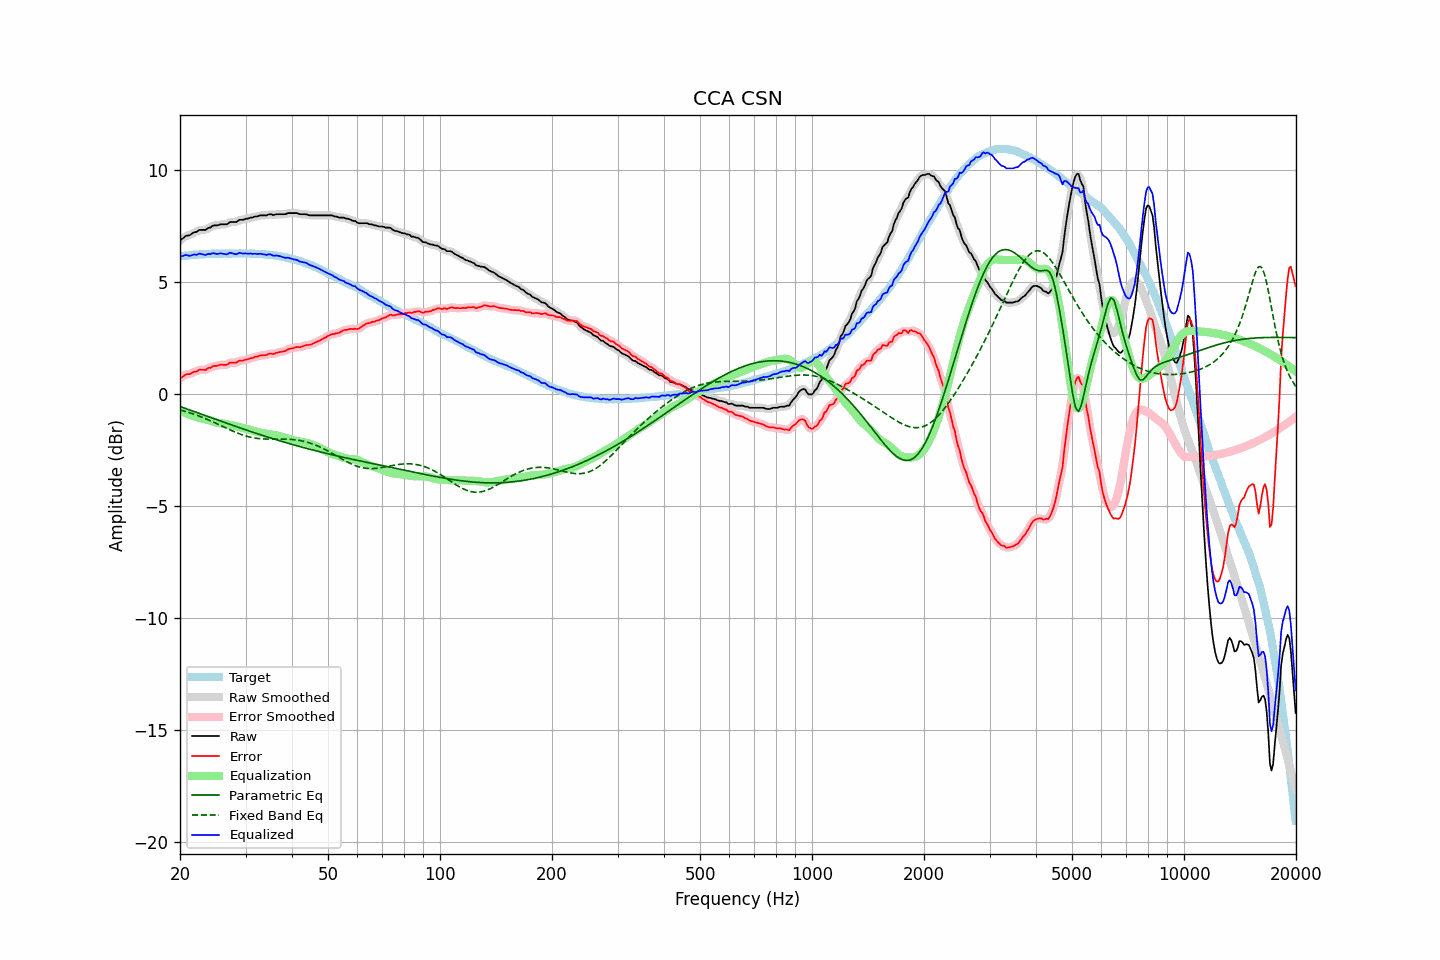 CCA CSN
Amplitude (dBr)
10
5
0
−5
−10
−15
−20
Target
Raw Smoothed
Error Smoothed
Raw
Error
Equalization
Parametric Eq
Fixed Band Eq
Equalized
20 50 100 200 500 1000 2000 5000 10000 20000
Frequency (Hz)